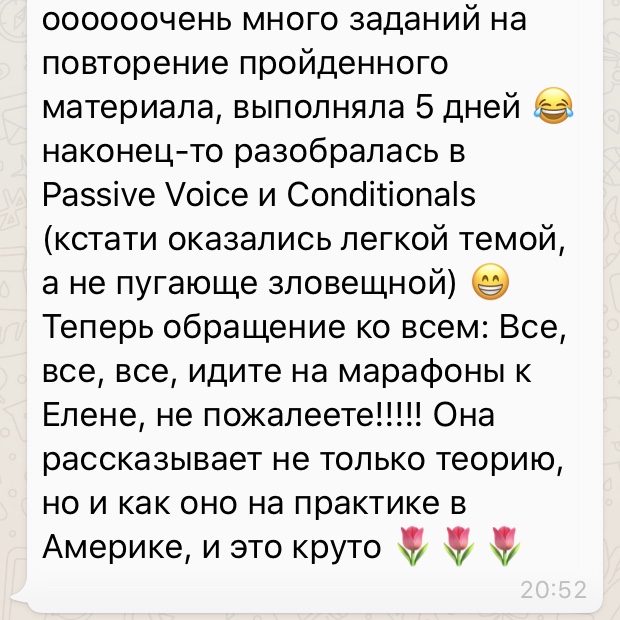 ооооочень много заданий на
повторение пройденного
материала, выполняла 5 дней 😂
наконец-то разобралась в
Passive Voice и Conditionals
(кстати оказались легкой темой,
а не пугающе зловещной) 😁
Теперь обращение ко всем: Все,
все, все, идите на марафоны к
Елене, не пожалеете!!!!! Она
рассказывает не только теорию,
но и как оно на практике в
Америке, и это круто 🌷🌷🌷
20:52